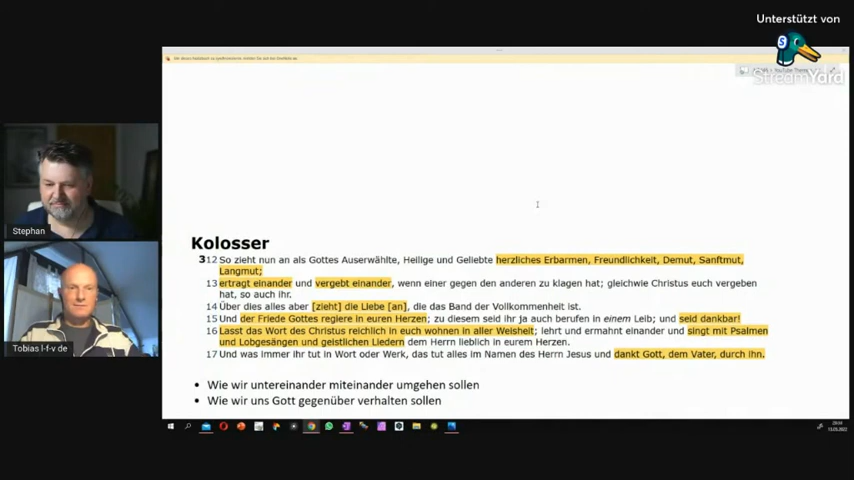 Unterstützt von
StreamYard
Kolosser
3 12 So zieht nun an als Gottes Auserwählte, Heilige und Geliebte herzliches Erbarmen, Freundlichkeit, Demut, Sanftmut,
Langmut;
13 ertragt einander und vergebt einander, wenn einer gegen den anderen zu klagen hat; gleichwie Christus euch vergeben
hat, so auch ihr.
14 Über dies alles aber [zieht] die Liebe [an], die das Band der Vollkommenheit ist.
15 Und der Friede Gottes regiere in euren Herzen; zu diesem seid ihr ja auch berufen in einem Leib; und seid dankbar!
16 Lasst das Wort des Christus reichlich in euch wohnen in aller Weisheit; lehrt und ermahnt einander und singt mit Psalmen
und Lobgesängen und geistlichen Liedern dem Herrn lieblich in eurem Herzen.
17 Und was immer ihr tut in Wort oder Werk, das tut alles im Namen des Herrn Jesus und dankt Gott, dem Vater, durch ihn.
• Wie wir untereinander miteinander umgehen sollen
• Wie wir uns Gott gegenüber verhalten sollen
Stephan
Tobias l-f-v de